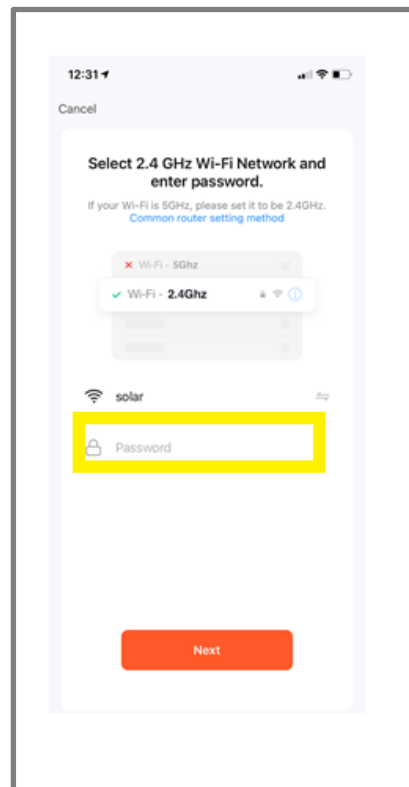 12:31
Cancel
Select 2.4 GHz Wi-Fi Network and
enter password.
If your Wi-Fi is 5GHz, please set it to be 2.4GHz.
Common router setting method
Wi-Fi - 5Ghz
Wi-Fi - 2.4Ghz
solar
Password
Next